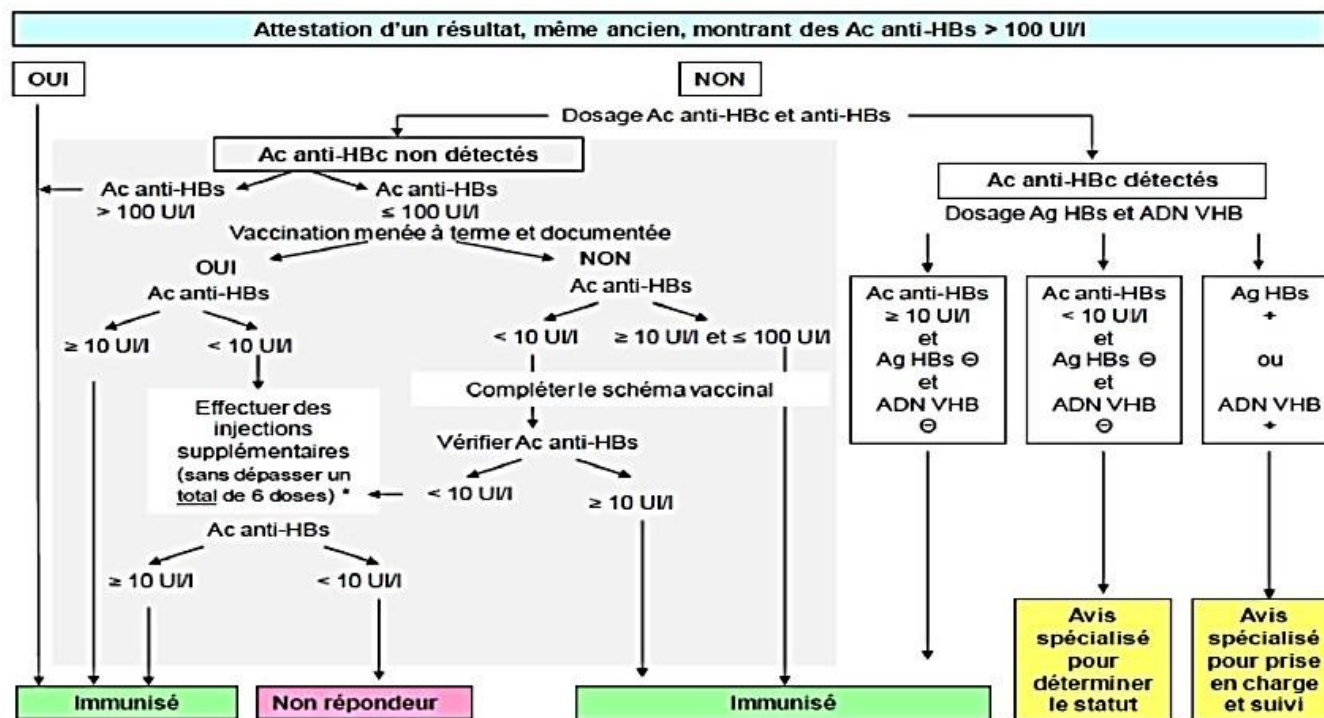 Attestation d'un résultat, même ancien, montrant des Ac anti-HBs > 100 UI/l
OUI
NON
Dosage Ac anti-HBc et anti-HBs
Ac anti-HBc non détectés
Ac anti-HBs
> 100 UI/l
Ac anti-HBs
≤ 100 UI/l
Vaccination menée à terme et documentée
OUI
Ac anti-HBs
≥ 10 UI/l
< 10 UI/l
Effectuer des
injections
supplémentaires
(sans dépasser un
total de 6 doses) *
Ac anti-HBs
≥ 10 UI/l
< 10 UI/l
NON
Ac anti-HBs
< 10 UI/l
≥ 10 UI/l et ≤ 100 UI/l
Compléter le schéma vaccinal
Vérifier Ac anti-HBs
< 10 UI/l
≥ 10 UI/l
Ac anti-HBc détectés
Dosage Ag HBs et ADN VHB
Ac anti-HBs
≥ 10 UI/l
et
Ag HBs ⊖
et
ADN VHB
⊖
Ac anti-HBs
< 10 UI/l
et
Ag HBs ⊖
et
ADN VHB
⊖
Ag HBs
+
ou
ADN VHB
+
Immunisé
Non répondeur
Immunisé
Avis
spécialisé
pour
déterminer
le statut
Avis
spécialisé
pour prise
en charge
et suivi